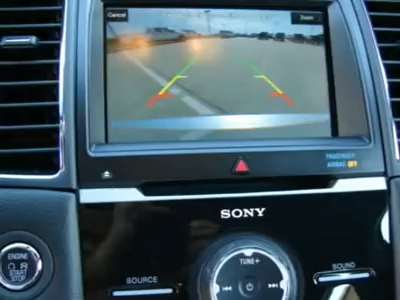 Cancel
Zoom
PASSENGER
AIRBAG OFF
SONY
TUNE+
SOURCE
SOUND
ENGINE
START
STOP